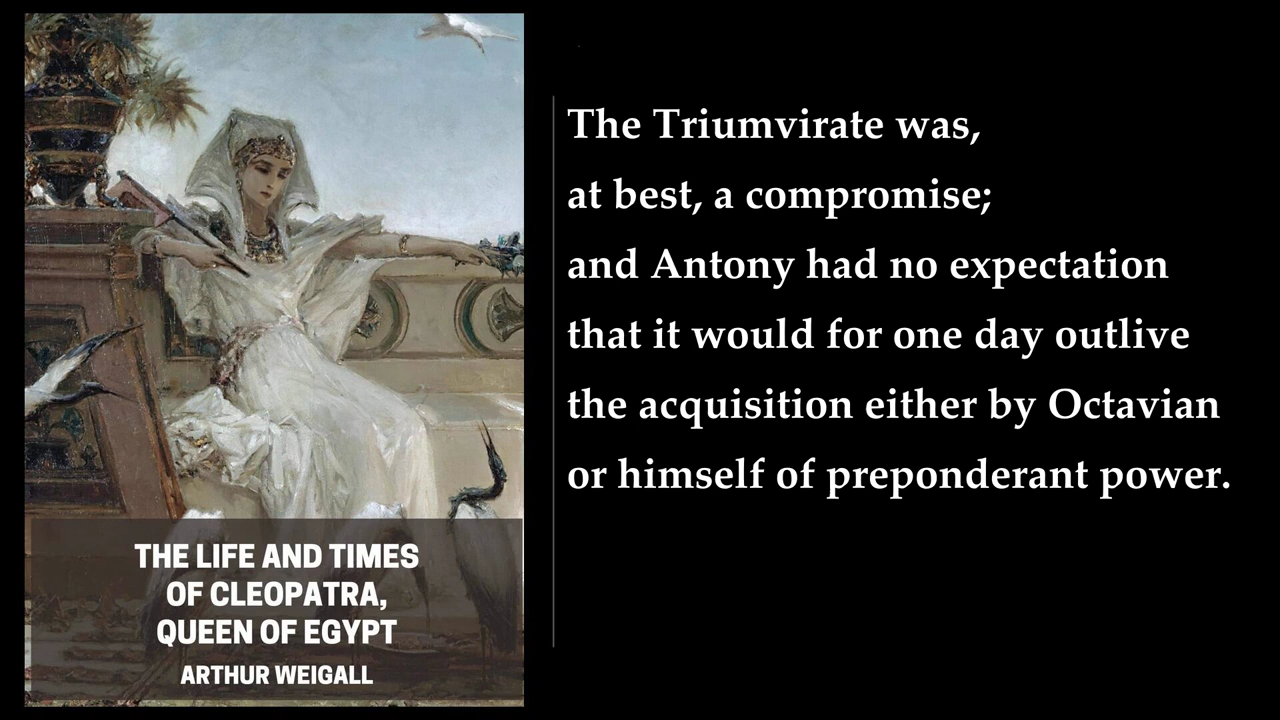 THE LIFE AND TIMES
OF CLEOPATRA,
QUEEN OF EGYPT
ARTHUR WEIGALL
The Triumvirate was,
at best, a compromise;
and Antony had no expectation
that it would for one day outlive
the acquisition either by Octavian
or himself of preponderant power.